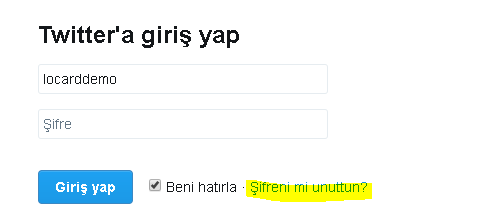 Twitter'a giriş yap
locarddemo
Şifre
Giriş yap Beni hatırla · Şifreni mi unuttun?